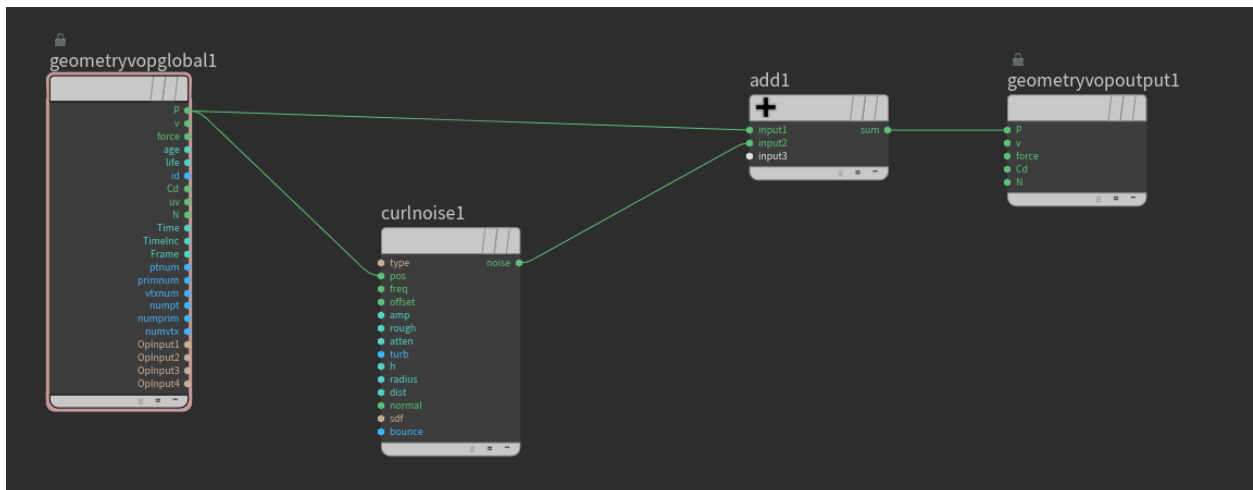 geometryvopglobal1
P
v
force
age
life
id
Cd
uv
N
Time
TimeInc
Frame
ptnum
primnum
vtxnum
numpt
numprim
numvtx
OpInput1
OpInput2
OpInput3
OpInput4
curlnoise1
type noise
pos
freq
offset
amp
rough
atten
turb
h
radius
dist
normal
sdf
bounce
add1
input1 sum
input2
input3
geometryvopoutput1
P
v
force
Cd
N